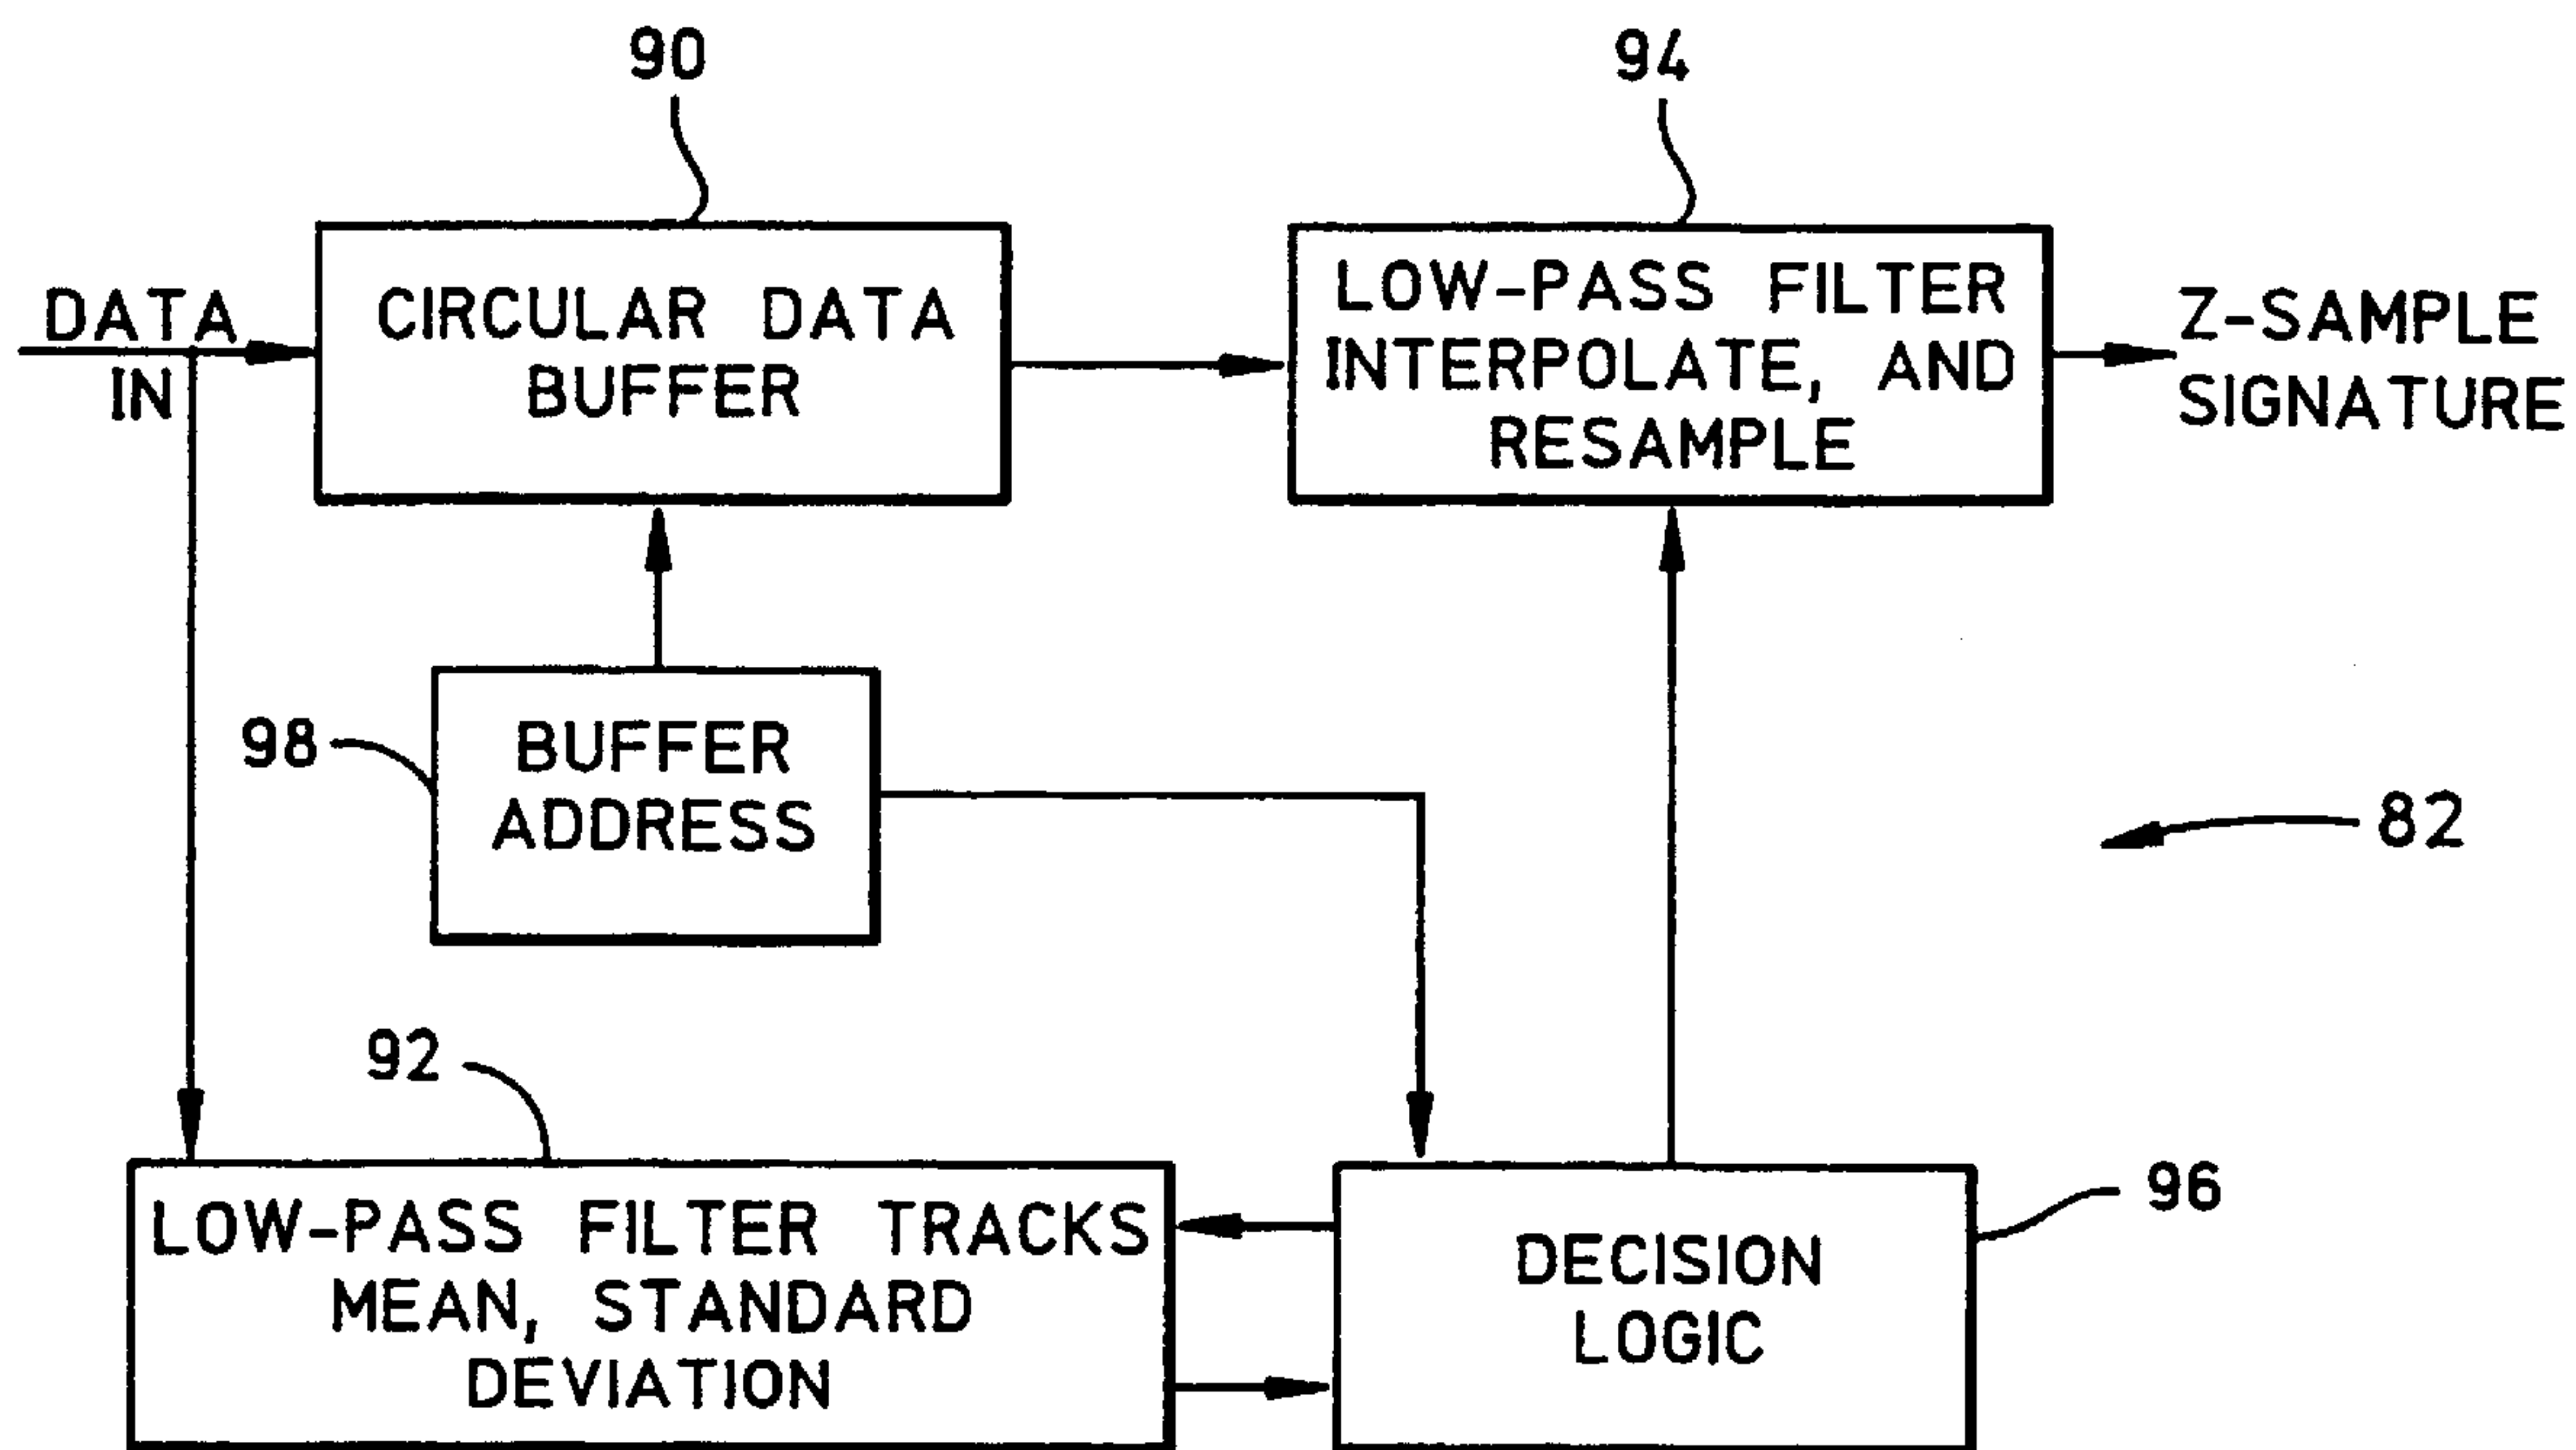 90
94
DATA
IN
CIRCULAR DATA
BUFFER
LOW-PASS FILTER
INTERPOLATE, AND
RESAMPLE
Z-SAMPLE
SIGNATURE
98
BUFFER
ADDRESS
82
92
LOW-PASS FILTER TRACKS
MEAN, STANDARD
DEVIATION
DECISION
LOGIC
96